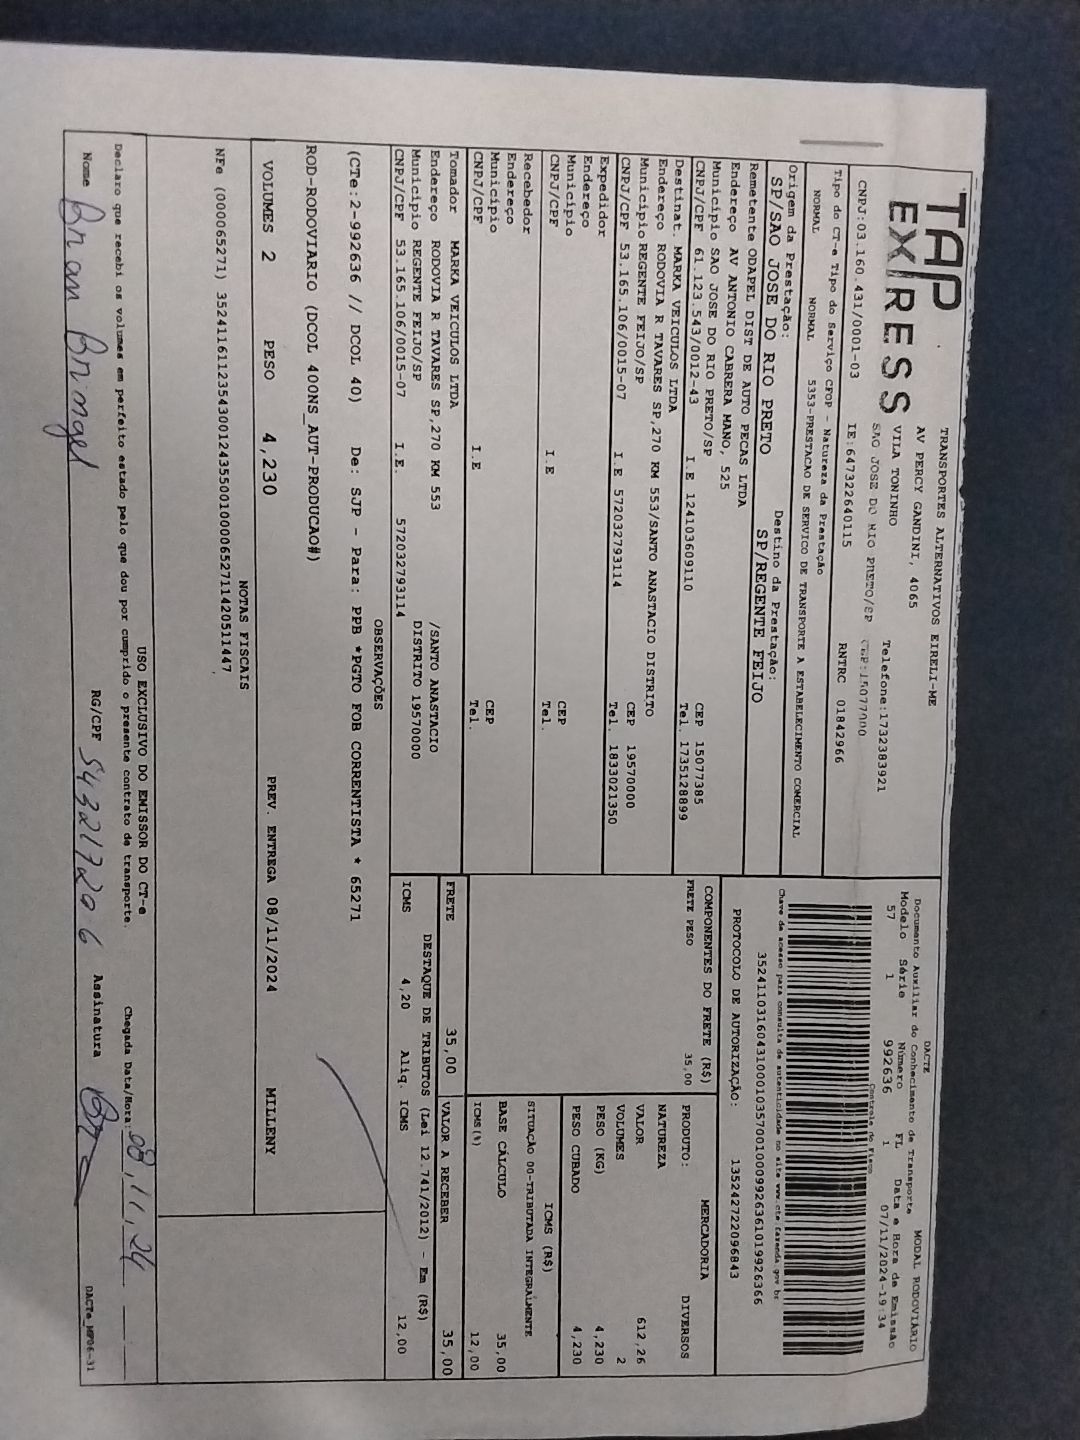 TAP
EX/RESS
TRANSPORTES ALTERNATIVOS EIRELI-ME
AV PERCY GANDINI, 4065
VILA TONINHO Telefone:1732383921
SAO JOSE DO RIO PRETO/SP CEP:15077000
CNPJ:03.160.431/0001-03 IE:647322640115 RNTRC 01842966
Tipo do CT-e Tipo do Serviço CFOP - Natureza da Prestação
NORMAL NORMAL 5353-PRESTACAO DE SERVICO DE TRANSPORTE A ESTABELECIMENTO COMERCIAL
Origem da Prestação: Destino da Prestação:
SP/SAO JOSE DO RIO PRETO SP/REGENTE FEIJO
Remetente ODAPEL DIST DE AUTO PECAS LTDA
Endereço AV ANTONIO CABRERA MANO, 525
Município SAO JOSE DO RIO PRETO/SP CEP 15077385
CNPJ/CPF 61.123.543/0012-43 I.E 124103609110 Tel. 1735128899
Destinat. MARKA VEICULOS LTDA
Endereço RODOVIA R TAVARES SP,270 KM 553/SANTO ANASTACIO DISTRITO
Município REGENTE FEIJO/SP CEP 19570000
CNPJ/CPF 53.165.106/0015-07 I.E 572032793114 Tel. 1833021350
Expedidor
Endereço
Município CEP
CNPJ/CPF I.E Tel.
Recebedor
Endereço
Município CEP
CNPJ/CPF I.E Tel.
Tomador MARKA VEICULOS LTDA
Endereço RODOVIA R TAVARES SP,270 KM 553 /SANTO ANASTACIO
Município REGENTE FEIJO/SP DISTRITO 19570000
CNPJ/CPF 53.165.106/0015-07 I.E. 572032793114
DACTE MODAL RODOVIÁRIO
Documento Auxiliar do Conhecimento de Transporte
Modelo Série Número FL Data e Hora de Emissão
57 1 992636 1 07/11/2024-19:34
Controle do Fisco
Chave de acesso para consulta de autenticidade no site www.cte.fazenda.gov.br
35241103160431000103570010009926361019926366
PROTOCOLO DE AUTORIZAÇÃO: 135242722096843
COMPONENTES DO FRETE (R$)
FRETE PESO 35,00
MERCADORIA
PRODUTO: DIVERSOS
NATUREZA
VALOR 612,26
VOLUMES 2
PESO (KG) 4,230
PESO CUBADO 4,230
ICMS (R$)
SITUAÇÃO 00-TRIBUTADA INTEGRALMENTE
BASE CÁLCULO 35,00
ICMS(%) 12,00
FRETE 35,00 VALOR A RECEBER 35,00
DESTAQUE DE TRIBUTOS (Lei 12.741/2012) - Em (R$)
ICMS 4,20 Alíq. ICMS 12,00
OBSERVAÇÕES
(CTe:2-992636 // DCOL 40) De: SJP - Para: PPB *PGTO FOB CORRENTISTA * 65271
ROD-RODOVIARIO (DCOL 400NS_AUT-PRODUCAO#)
VOLUMES 2 PESO 4,230 PREV. ENTREGA 08/11/2024 MILLENY
NOTAS FISCAIS
NFe (000065271) 35241161123543001243550010000652711420511447,
USO EXCLUSIVO DO EMISSOR DO CT-e
Declaro que recebi os volumes em perfeito estado pelo que dou por cumprido o presente contrato de transporte. Chegada Data/Hora: 08,11,24
Nome Brian Bringel RG/CPF 543217296 Assinatura
DACTe_MP06-31